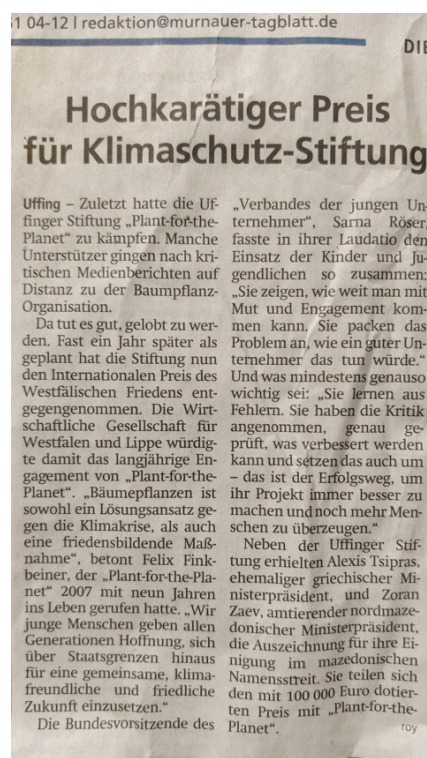 51 04-12 | redaktion@murnauer-tagblatt.de
DIE
Hochkarätiger Preis
für Klimaschutz-Stiftung
Uffing – Zuletzt hatte die Uf-
finger Stiftung „Plant-for-the-
Planet“ zu kämpfen. Manche
Unterstützer gingen nach kri-
tischen Medienberichten auf
Distanz zu der Baumpflanz-
Organisation.
Da tut es gut, gelobt zu wer-
den. Fast ein Jahr später als
geplant hat die Stiftung nun
den Internationalen Preis des
Westfälischen Friedens ent-
gegengenommen. Die Wirt-
schaftliche Gesellschaft für
Westfalen und Lippe würdig-
te damit das langjährige En-
gagement von „Plant-for-the-
Planet“. „Bäumepflanzen ist
sowohl ein Lösungsansatz ge-
gen die Klimakrise, als auch
eine friedensbildende Maß-
nahme“, betont Felix Fink-
beiner, der „Plant-for-the-Pla-
net“ 2007 mit neun Jahren
ins Leben gerufen hatte. „Wir
junge Menschen geben allen
Generationen Hoffnung, sich
über Staatsgrenzen hinaus
für eine gemeinsame, klima-
freundliche und friedliche
Zukunft einzusetzen.“
Die Bundesvorsitzende des
„Verbandes der jungen Un-
ternehmer“, Sarna Röser,
fasste in ihrer Laudatio den
Einsatz der Kinder und Ju-
gendlichen so zusammen:
„Sie zeigen, wie weit man mit
Mut und Engagement kom-
men kann. Sie packen das
Problem an, wie ein guter Un-
ternehmer das tun würde.“
Und was mindestens genauso
wichtig sei: „Sie lernen aus
Fehlern. Sie haben die Kritik
angenommen, genau ge-
prüft, was verbessert werden
kann und setzen das auch um
– das ist der Erfolgsweg, um
ihr Projekt immer besser zu
machen und noch mehr Men-
schen zu überzeugen.“
Neben der Uffinger Stif-
tung erhielten Alexis Tsipras,
ehemaliger griechischer Mi-
nisterpräsident, und Zoran
Zaev, amtierender nordmaze-
donischer Ministerpräsident,
die Auszeichnung für ihre Ei-
nigung im mazedonischen
Namensstreit. Sie teilen sich
den mit 100 000 Euro dotier-
ten Preis mit „Plant-for-the-
Planet“. roy